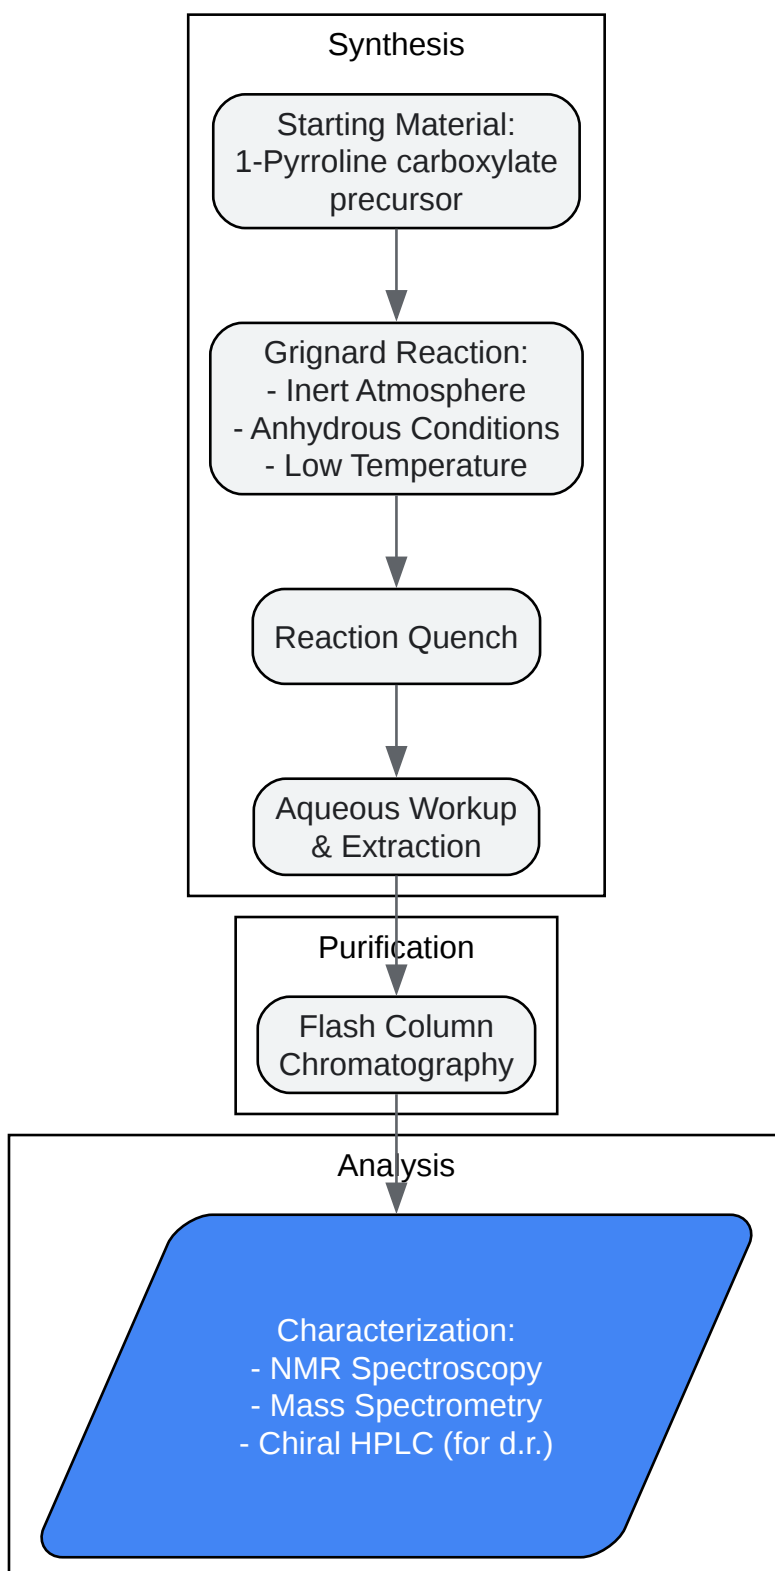 Synthesis
Starting Material:
1-Pyrroline carboxylate
precursor
Grignard Reaction:
- Inert Atmosphere
- Anhydrous Conditions
- Low Temperature
Reaction Quench
Aqueous Workup
& Extraction
Purification
Flash Column
Chromatography
Analysis
Characterization:
- NMR Spectroscopy
- Mass Spectrometry
- Chiral HPLC (for d.r.)